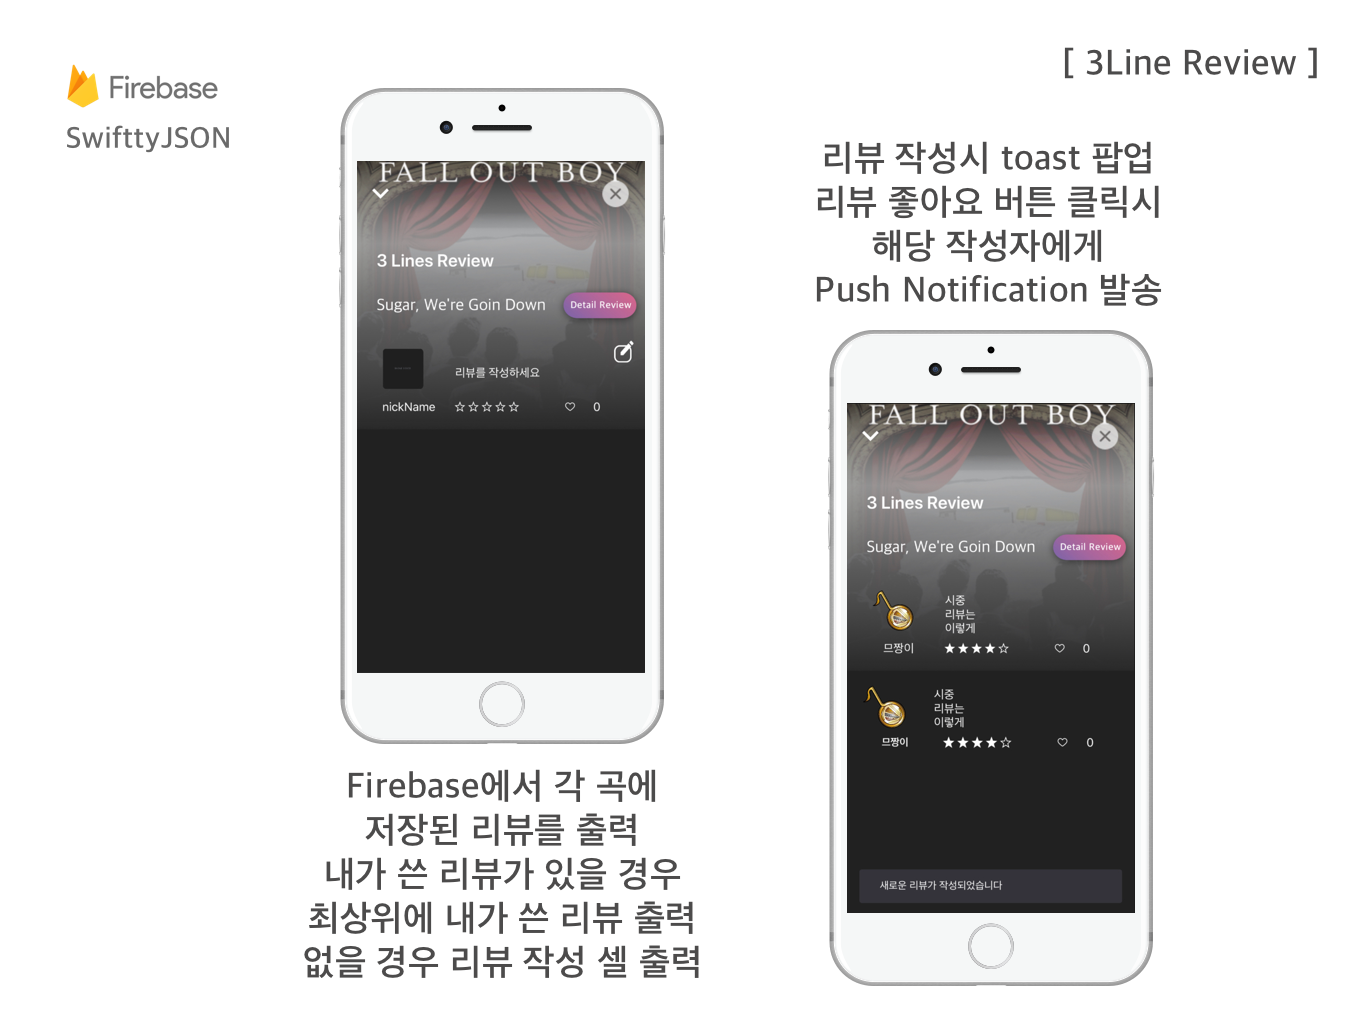 [ 3Line Review ]
Firebase
SwifttyJSON
FALL OUT BOY
3 Lines Review
Sugar, We're Goin Down
Detail Review
리뷰를 작성하세요
nickName
0
Firebase에서 각 곡에
저장된 리뷰를 출력
내가 쓴 리뷰가 있을 경우
최상위에 내가 쓴 리뷰 출력
없을 경우 리뷰 작성 셀 출력
리뷰 작성시 toast 팝업
리뷰 좋아요 버튼 클릭시
해당 작성자에게
Push Notification 발송
FALL OUT BOY
3 Lines Review
Sugar, We're Goin Down
Detail Review
시중
리뷰는
이렇게
므짱이
0
시중
리뷰는
이렇게
므짱이
0
새로운 리뷰가 작성되었습니다